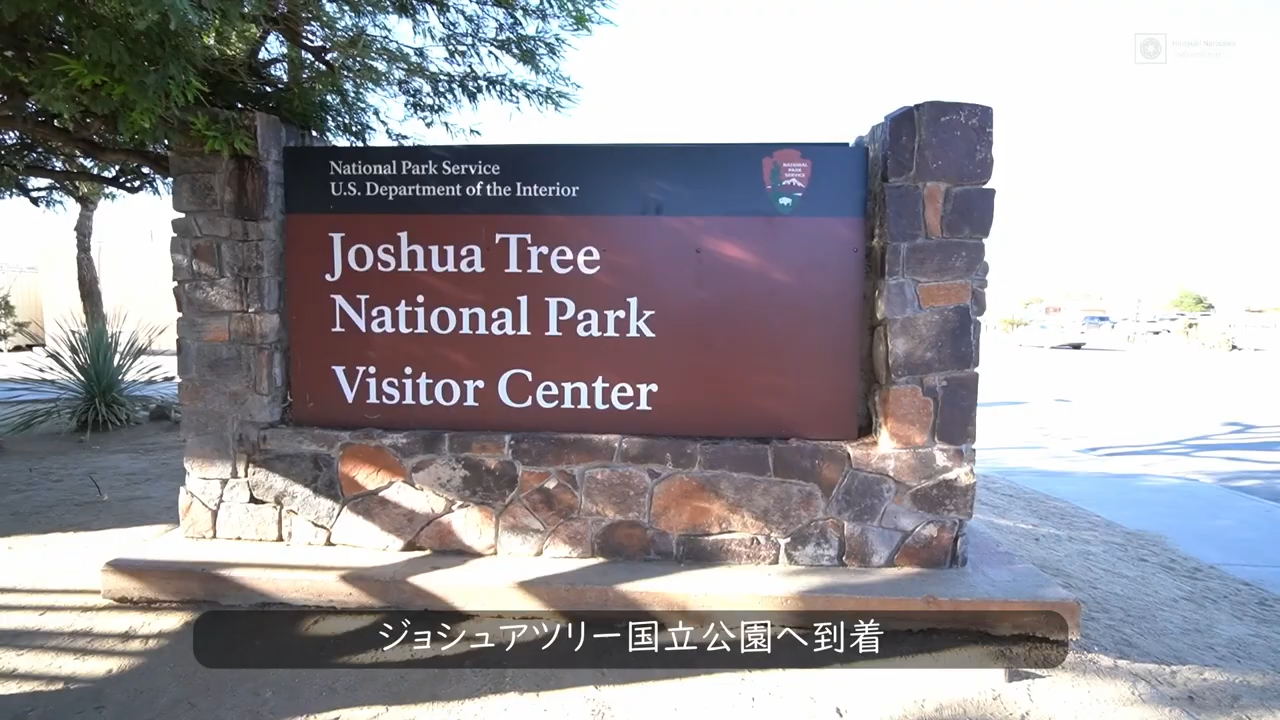 National Park Service
U.S. Department of the Interior
NATIONAL
PARK
SERVICE
Joshua Tree
National Park
Visitor Center
ジョシュアツリー国立公園へ到着